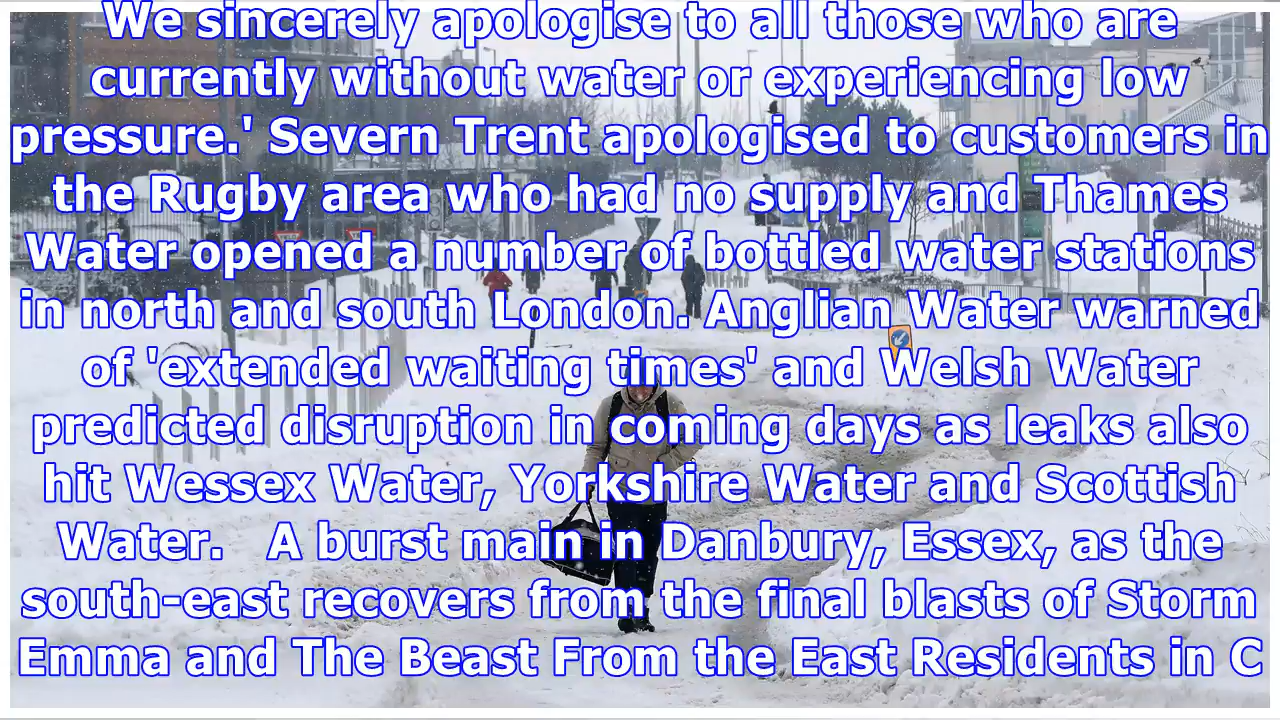 We sincerely apologise to all those who are
currently without water or experiencing low
pressure.' Severn Trent apologised to customers in
the Rugby area who had no supply and Thames
Water opened a number of bottled water stations
in north and south London. Anglian Water warned
of 'extended waiting times' and Welsh Water
predicted disruption in coming days as leaks also
hit Wessex Water, Yorkshire Water and Scottish
Water.   A burst main in Danbury, Essex, as the
south-east recovers from the final blasts of Storm
Emma and The Beast From the East Residents in C